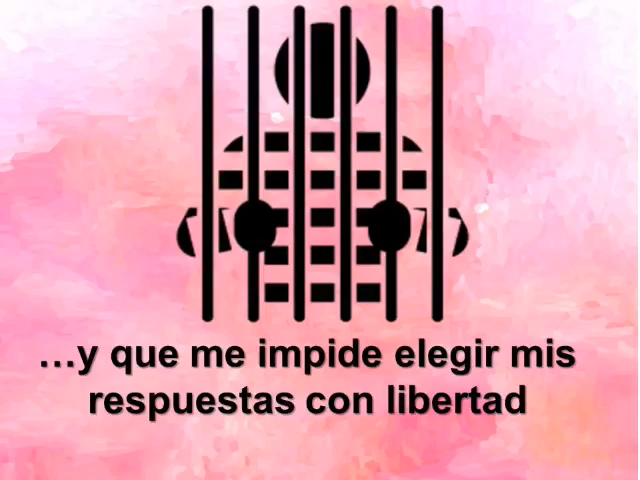 …y que me impide elegir mis
respuestas con libertad